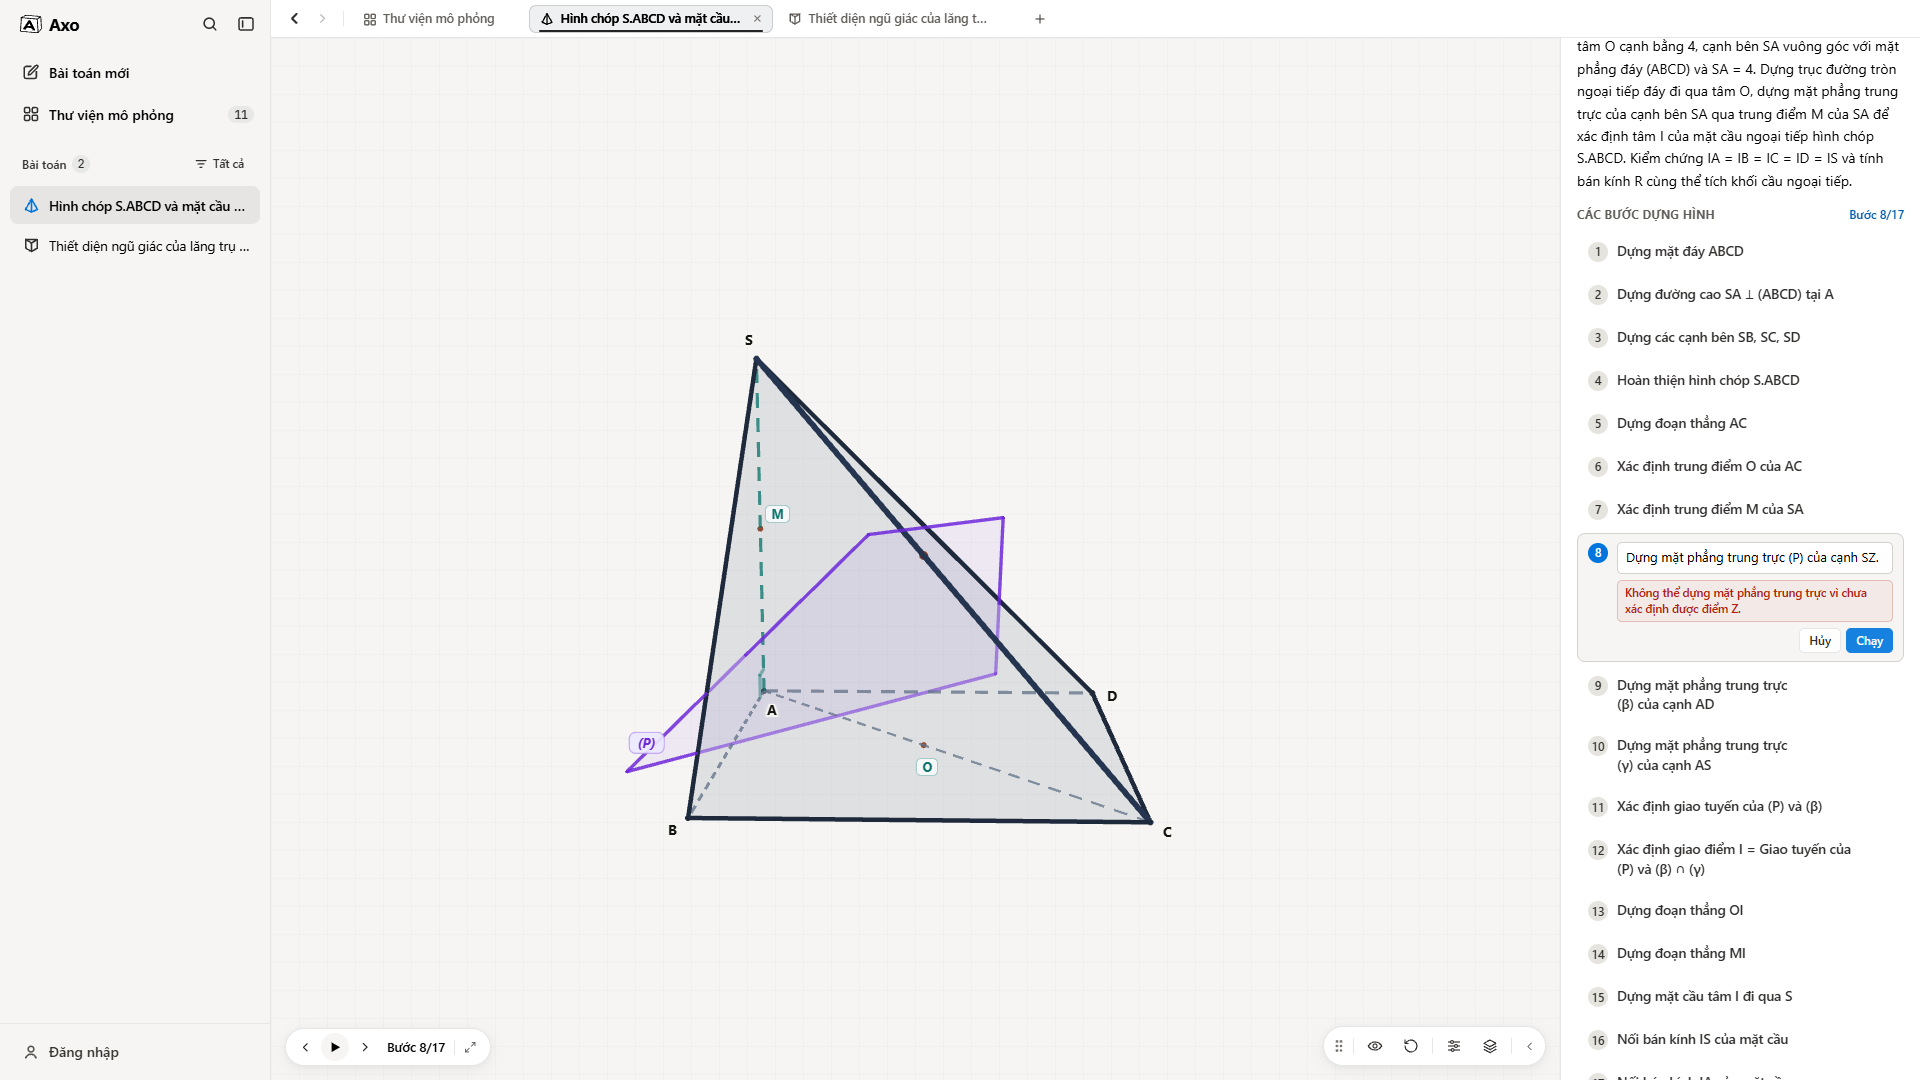 Axo
Bài toán mới
Thư viện mô phỏng 11
Bài toán 2 Tất cả
Hình chóp S.ABCD và mặt cầu ...
Thiết diện ngũ giác của lăng trụ ...
Đăng nhập
Thư viện mô phỏng
Hình chóp S.ABCD và mặt cầu...
Thiết diện ngũ giác của lăng t...
S
M
A
D
(P)
O
B
C
Bước 8/17
tâm O cạnh bằng 4, cạnh bên SA vuông góc với mặt
phẳng đáy (ABCD) và SA = 4. Dựng trục đường tròn
ngoại tiếp đáy đi qua tâm O, dựng mặt phẳng trung
trực của cạnh bên SA qua trung điểm M của SA để
xác định tâm I của mặt cầu ngoại tiếp hình chóp
S.ABCD. Kiểm chứng IA = IB = IC = ID = IS và tính
bán kính R cùng thể tích khối cầu ngoại tiếp.
CÁC BƯỚC DỰNG HÌNH Bước 8/17
1 Dựng mặt đáy ABCD
2 Dựng đường cao SA ⊥ (ABCD) tại A
3 Dựng các cạnh bên SB, SC, SD
4 Hoàn thiện hình chóp S.ABCD
5 Dựng đoạn thẳng AC
6 Xác định trung điểm O của AC
7 Xác định trung điểm M của SA
8 Dựng mặt phẳng trung trực (P) của cạnh SZ.
Không thể dựng mặt phẳng trung trực vì chưa
xác định được điểm Z.
Hủy Chạy
9 Dựng mặt phẳng trung trực
(β) của cạnh AD
10 Dựng mặt phẳng trung trực
(γ) của cạnh AS
11 Xác định giao tuyến của (P) và (β)
12 Xác định giao điểm I = Giao tuyến của
(P) và (β) ∩ (γ)
13 Dựng đoạn thẳng OI
14 Dựng đoạn thẳng MI
15 Dựng mặt cầu tâm I đi qua S
16 Nối bán kính IS của mặt cầu